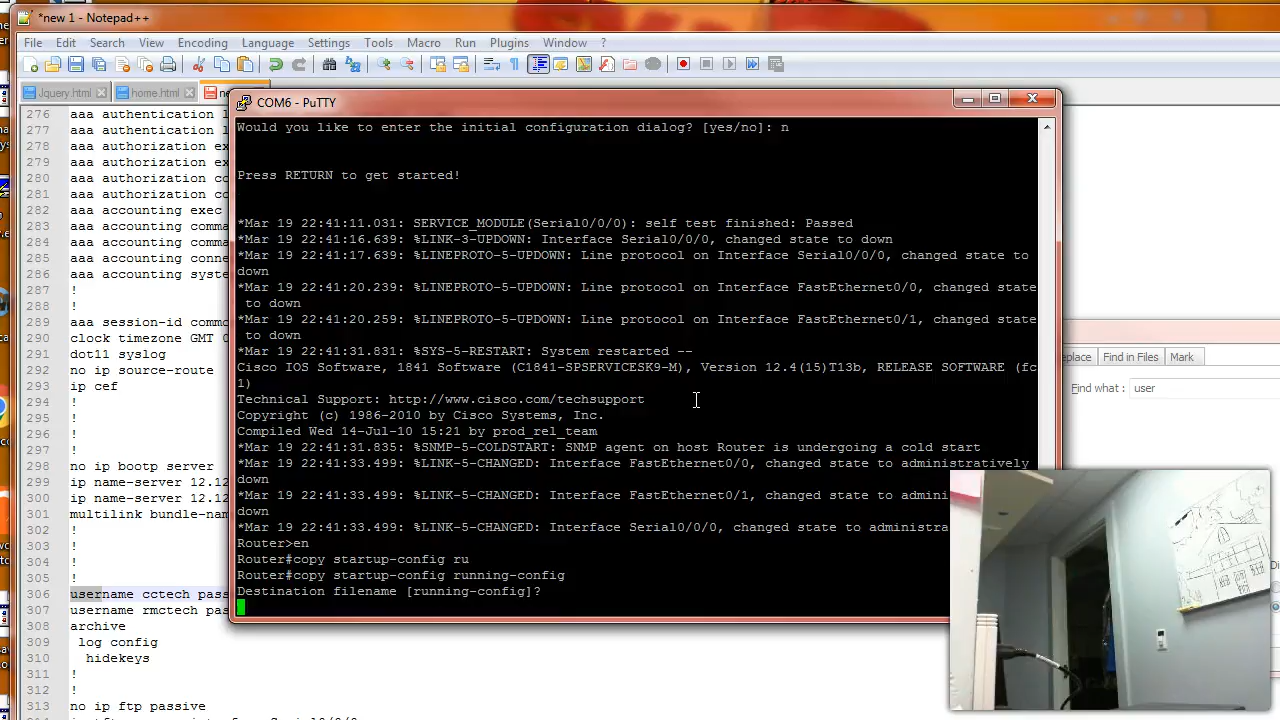 *new 1 - Notepad++
File Edit Search View Encoding Language Settings Tools Macro Run Plugins Window ?
Jquery.html home.html
COM6 - PuTTY
Would you like to enter the initial configuration dialog? [yes/no]: n
Press RETURN to get started!
*Mar 19 22:41:11.031: SERVICE_MODULE(Serial0/0/0): self test finished: Passed
*Mar 19 22:41:16.639: %LINK-3-UPDOWN: Interface Serial0/0/0, changed state to down
*Mar 19 22:41:17.639: %LINEPROTO-5-UPDOWN: Line protocol on Interface Serial0/0/0, changed state to
down
*Mar 19 22:41:20.239: %LINEPROTO-5-UPDOWN: Line protocol on Interface FastEthernet0/0, changed state
to down
*Mar 19 22:41:20.259: %LINEPROTO-5-UPDOWN: Line protocol on Interface FastEthernet0/1, changed state
to down
*Mar 19 22:41:31.831: %SYS-5-RESTART: System restarted --
Cisco IOS Software, 1841 Software (C1841-SPSERVICESK9-M), Version 12.4(15)T13b, RELEASE SOFTWARE (fc
1)
Technical Support: http://www.cisco.com/techsupport
Copyright (c) 1986-2010 by Cisco Systems, Inc.
Compiled Wed 14-Jul-10 15:21 by prod_rel_team
*Mar 19 22:41:31.835: %SNMP-5-COLDSTART: SNMP agent on host Router is undergoing a cold start
*Mar 19 22:41:33.499: %LINK-5-CHANGED: Interface FastEthernet0/0, changed state to administratively
down
*Mar 19 22:41:33.499: %LINK-5-CHANGED: Interface FastEthernet0/1, changed state to admini
down
*Mar 19 22:41:33.499: %LINK-5-CHANGED: Interface Serial0/0/0, changed state to administra
Router>en
Router#copy startup-config ru
Router#copy startup-config running-config
Destination filename [running-config]?
276 aaa authentication
277 aaa authentication
278 aaa authorization ex
279 aaa authorization ex
280 aaa authorization co
281 aaa authorization co
282 aaa accounting exec
283 aaa accounting comma
284 aaa accounting comma
285 aaa accounting conne
286 aaa accounting syste
287 !
288 !
289 aaa session-id commo
290 clock timezone GMT 0
291 dot11 syslog
292 no ip source-route
293 ip cef
294 !
295 !
296 !
297 !
298 no ip bootp server
299 ip name-server 12.12
300 ip name-server 12.12
301 multilink bundle-nam
302 !
303 !
304 !
305 !
306 username cctech pass
307 username rmctech pas
308 archive
309 log config
310 hidekeys
311 !
312 !
313 no ip ftp passive
eplace Find in Files Mark
Find what : user